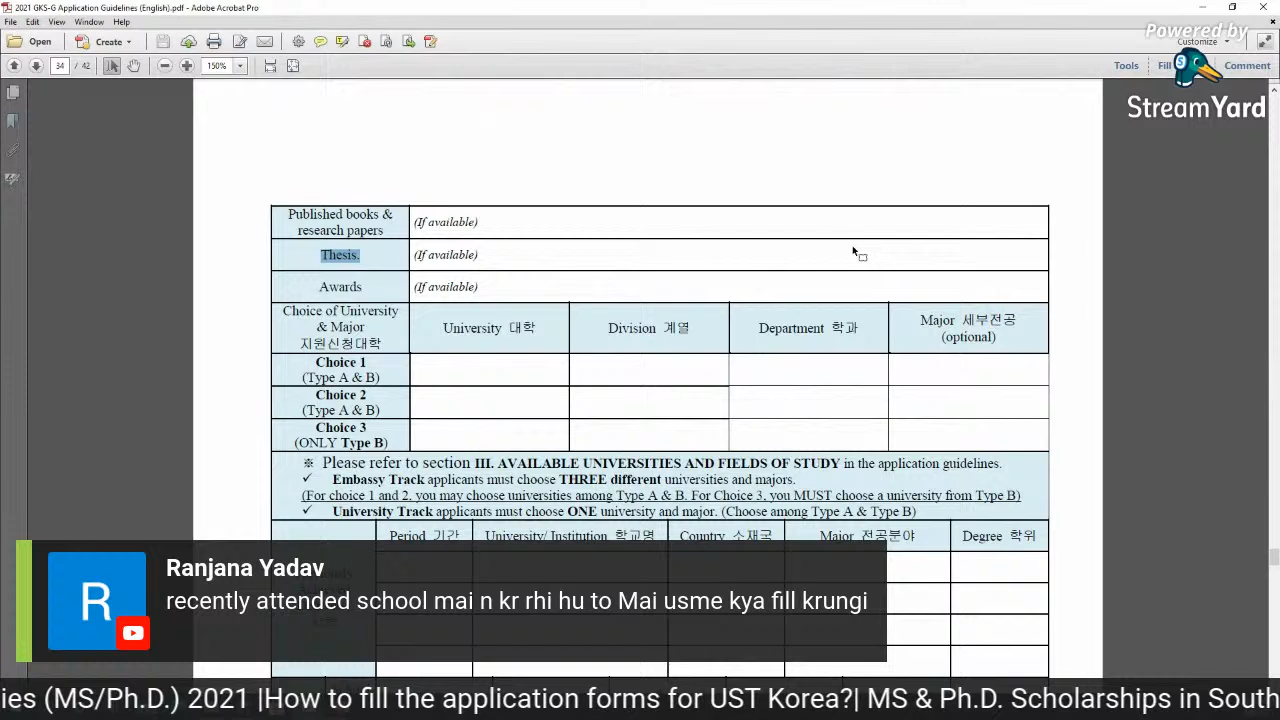 2021 GKS-G Application Guidelines (English).pdf - Adobe Acrobat Pro
File Edit View Window Help
Open Create
Customize
34 / 42 150% Tools Fill Comment
Powered by
StreamYard
Published books &
research papers
(If available)
Thesis.
(If available)
Awards
(If available)
Choice of University
& Major
지원신청대학
University 대학
Division 계열
Department 학과
Major 세부전공
(optional)
Choice 1
(Type A & B)
Choice 2
(Type A & B)
Choice 3
(ONLY Type B)
※ Please refer to section III. AVAILABLE UNIVERSITIES AND FIELDS OF STUDY in the application guidelines.
✓ Embassy Track applicants must choose THREE different universities and majors.
(For choice 1 and 2, you may choose universities among Type A & B. For Choice 3, you MUST choose a university from Type B)
✓ University Track applicants must choose ONE university and major. (Choose among Type A & Type B)
Period 기간 University/ Institution 학교명 Country 소재국 Major 전공분야 Degree 학위
R
Ranjana Yadav
recently attended school mai n kr rhi hu to Mai usme kya fill krungi
ies (MS/Ph.D.) 2021 |How to fill the application forms for UST Korea?| MS & Ph.D. Scholarships in South